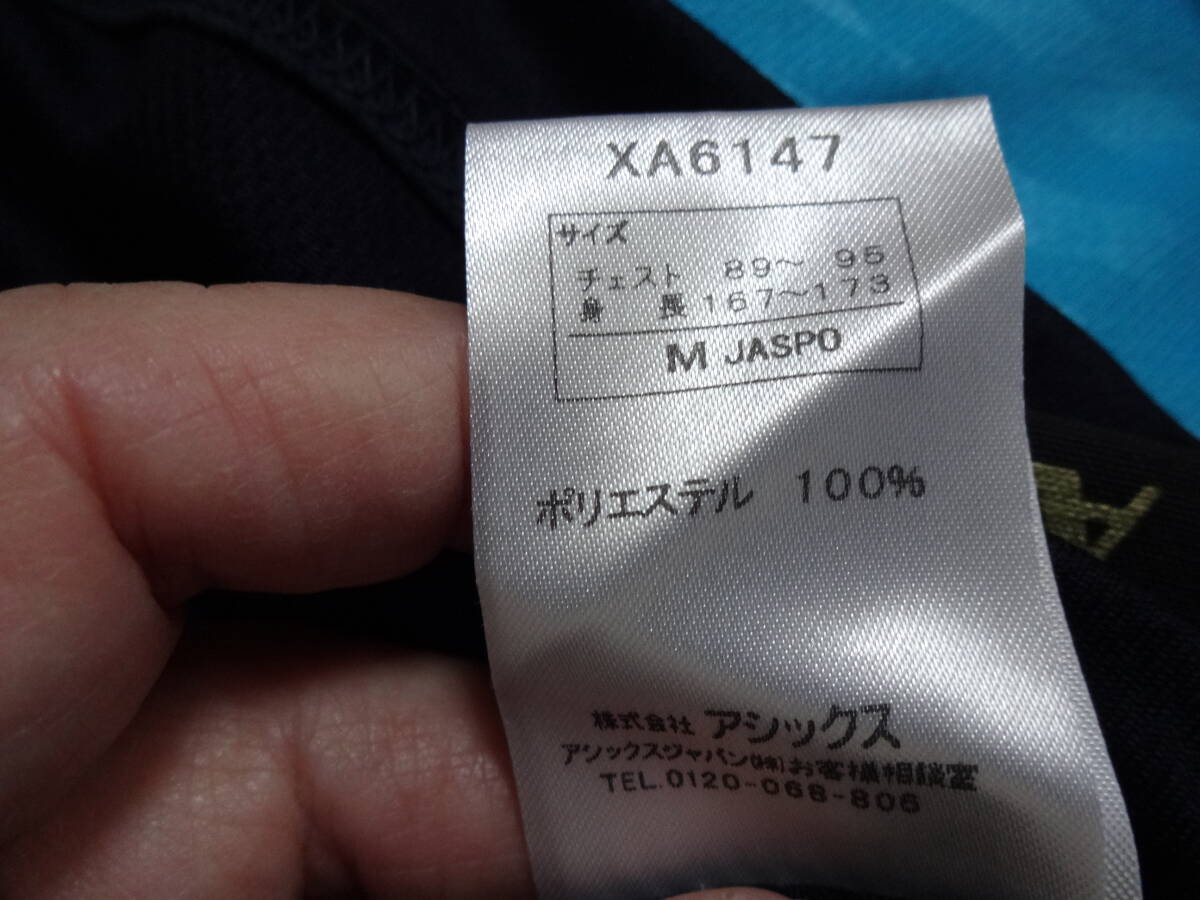 XA6147
サイズ
チェスト 89～ 95
身 長 167～173
M JASPO
ポリエステル 100%
株式会社 アシックス
アシックスジャパン(株)お客様相談室
TEL.0120-068-806